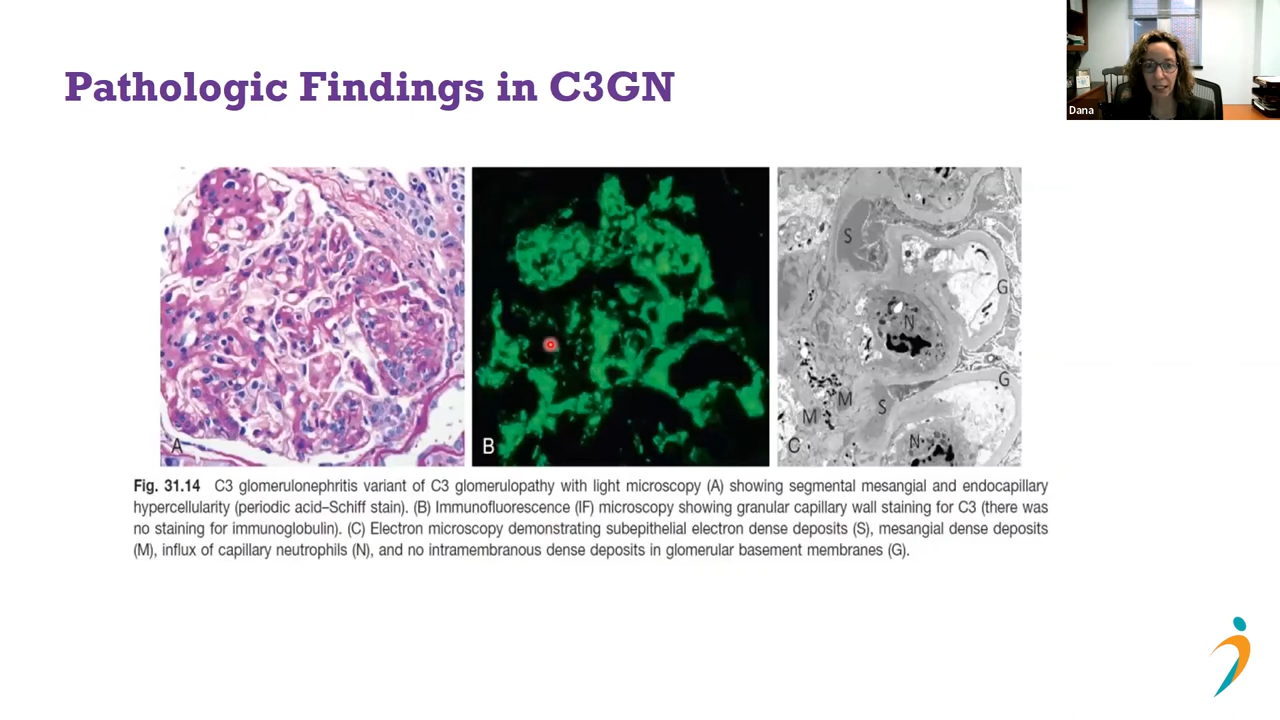 Pathologic Findings in C3GN
Dana
A
B
S
G
N
G
M
S
M
N
C
Fig. 31.14 C3 glomerulonephritis variant of C3 glomerulopathy with light microscopy (A) showing segmental mesangial and endocapillary
hypercellularity (periodic acid–Schiff stain). (B) Immunofluorescence (IF) microscopy showing granular capillary wall staining for C3 (there was
no staining for immunoglobulin). (C) Electron microscopy demonstrating subepithelial electron dense deposits (S), mesangial dense deposits
(M), influx of capillary neutrophils (N), and no intramembranous dense deposits in glomerular basement membranes (G).